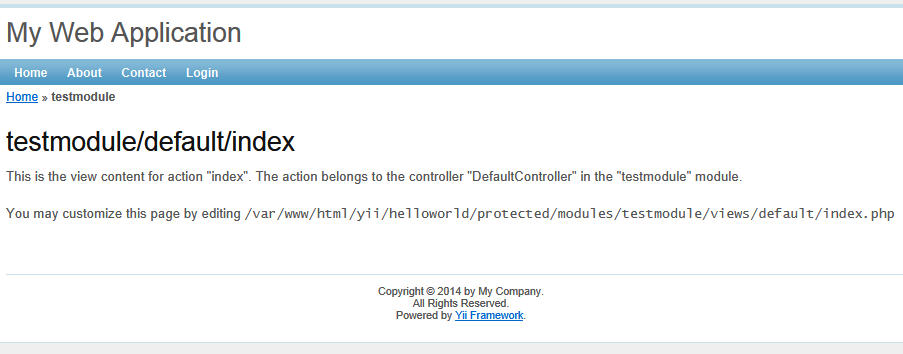 My Web Application
Home About Contact Login
Home » testmodule
testmodule/default/index
This is the view content for action "index". The action belongs to the controller "DefaultController" in the "testmodule" module.
You may customize this page by editing /var/www/html/yii/helloworld/protected/modules/testmodule/views/default/index.php
Copyright © 2014 by My Company.
All Rights Reserved.
Powered by Yii Framework.